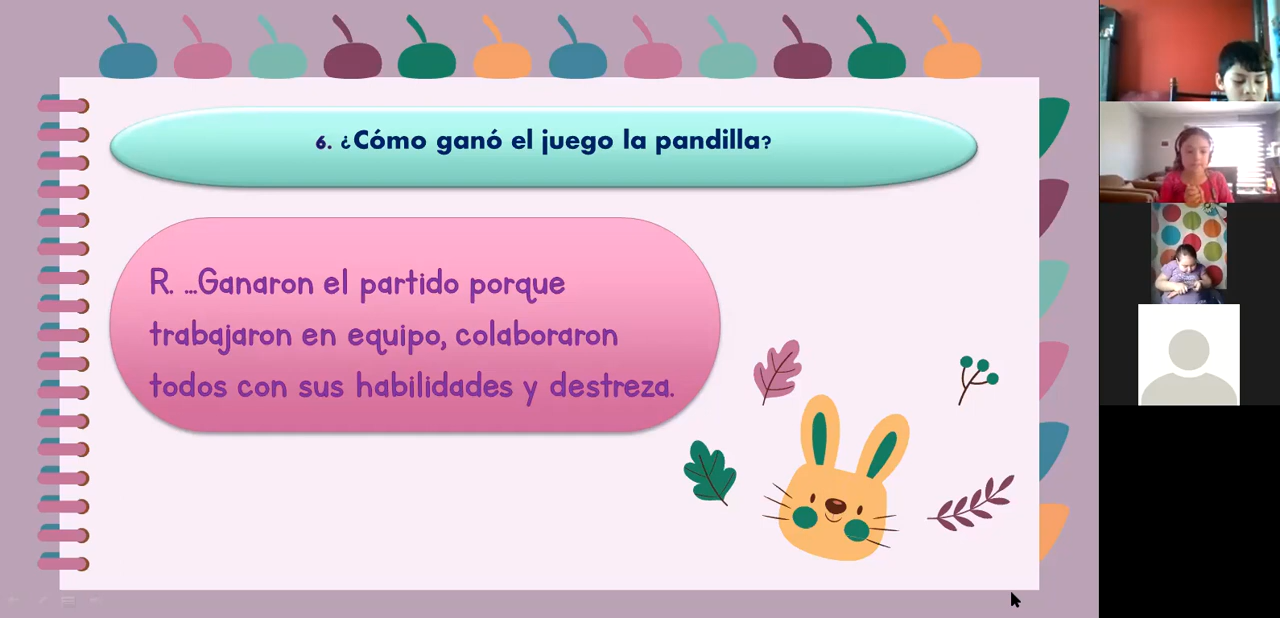 6. ¿Cómo ganó el juego la pandilla?
R. ...Ganaron el partido porque
trabajaron en equipo, colaboraron
todos con sus habilidades y destreza.